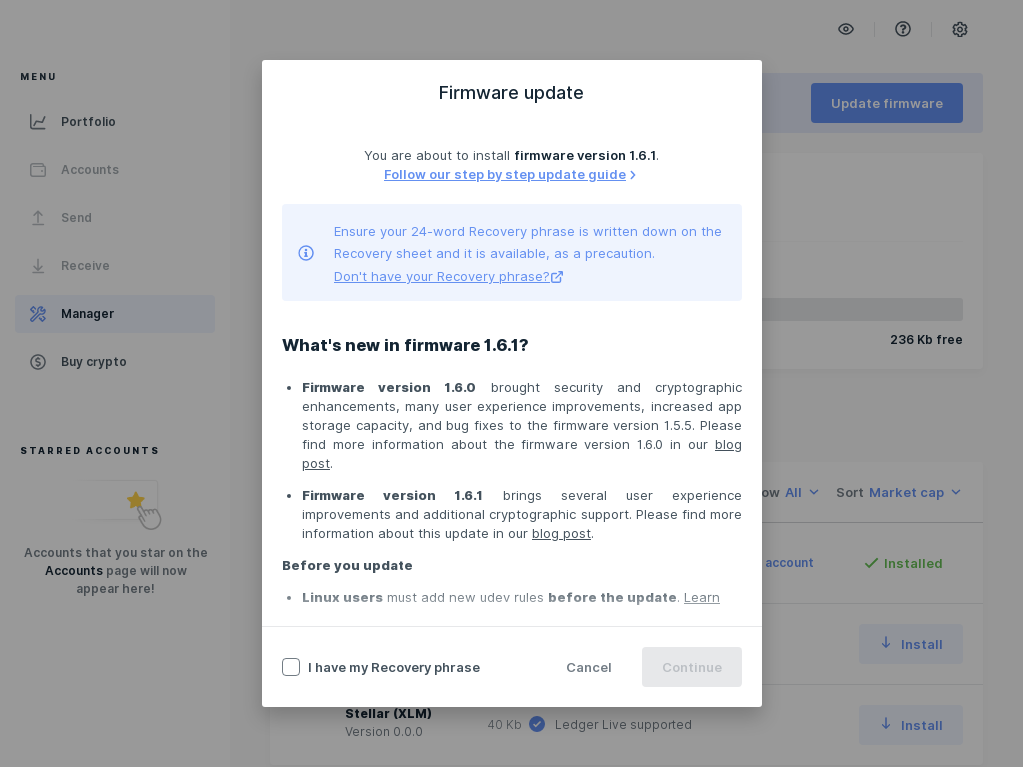 MENU
Portfolio
Accounts
Send
Receive
Manager
Buy crypto
STARRED ACCOUNTS
Accounts that you star on the
Accounts page will now
appear here!
Update firmware
236 Kb free
All
Sort Market cap
account
Installed
Install
Stellar (XLM)
Version 0.0.0
40 Kb
Ledger Live supported
Install
Firmware update
You are about to install firmware version 1.6.1.
Follow our step by step update guide
Ensure your 24-word Recovery phrase is written down on the
Recovery sheet and it is available, as a precaution.
Don't have your Recovery phrase?
What's new in firmware 1.6.1?
• Firmware version 1.6.0 brought security and cryptographic
enhancements, many user experience improvements, increased app
storage capacity, and bug fixes to the firmware version 1.5.5. Please
find more information about the firmware version 1.6.0 in our blog
post.
• Firmware version 1.6.1 brings several user experience
improvements and additional cryptographic support. Please find more
information about this update in our blog post.
Before you update
• Linux users must add new udev rules before the update. Learn
I have my Recovery phrase
Cancel
Continue